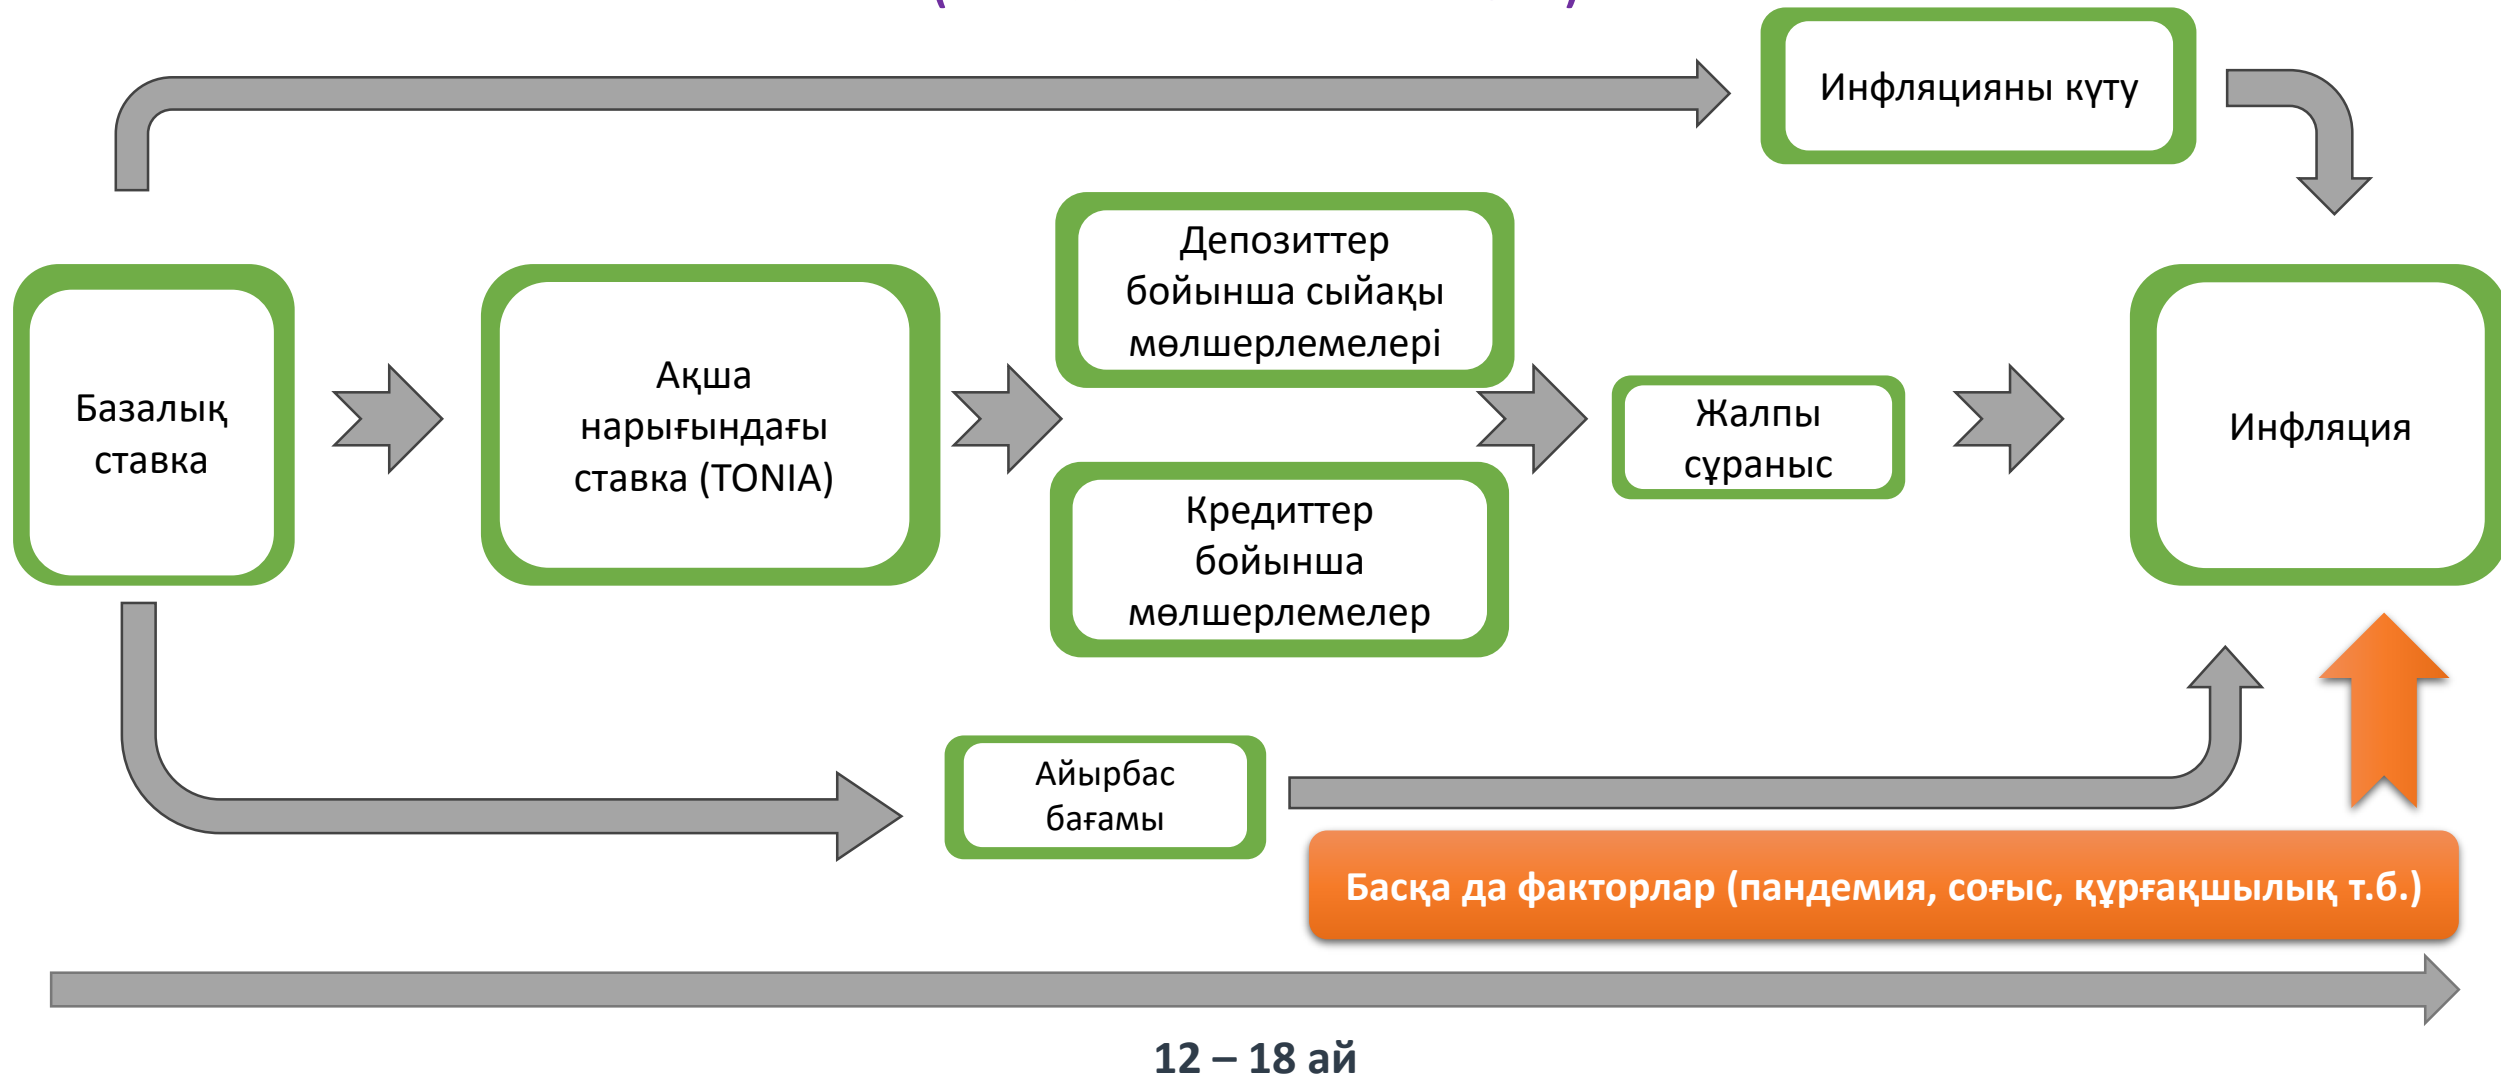 Инфляцияны күту
Депозиттер
бойынша сыйақы
мөлшерлемелері
Базалық
ставка
Ақша
нарығындағы
ставка (TONIA)
Жалпы
сұраныс
Инфляция
Кредиттер
бойынша
мөлшерлемелер
Айырбас
бағамы
Басқа да факторлар (пандемия, соғыс, құрғақшылық т.б.)
12 – 18 ай